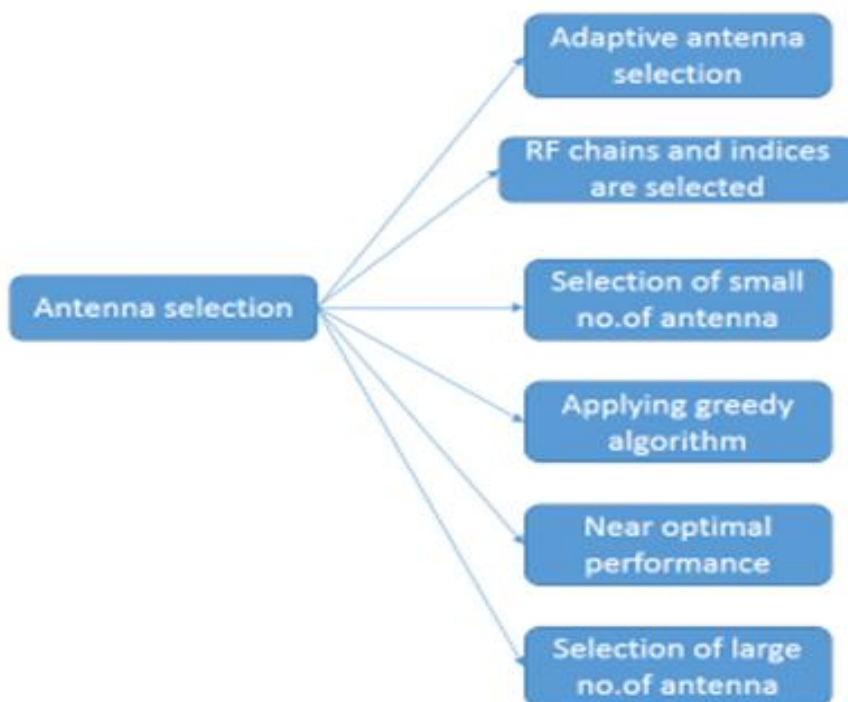 Adaptive antenna
selection
RF chains and indices
are selected
Antenna selection
Selection of small
no.of antenna
Applying greedy
algorithm
Near optimal
performance
Selection of large
no.of antenna